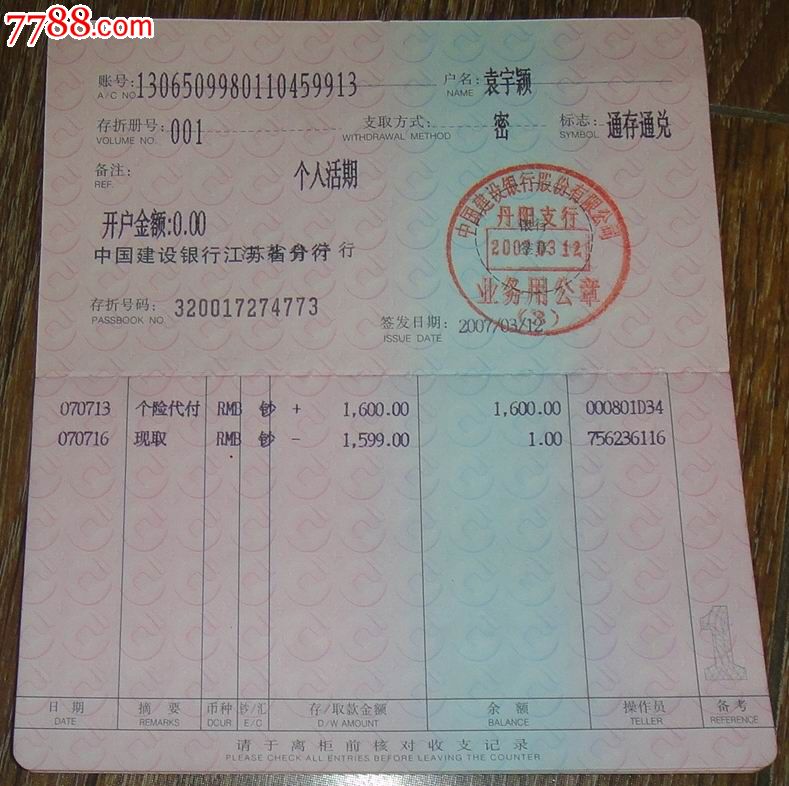 7788.com
账号: 1306509980110459913 户名: 袁宇颖
A/C NO. NAME
存折册号: 001 支取方式: 密 标志: 通存通兑
VOLUME NO. WITHDRAWAL METHOD SYMBOL
备注: 个人活期
REF.
中国建设银行股份有限公司
丹阳支行
开户金额:0.00
中国建设银行江苏省分行
业务用公章
(3)
存折号码: 320017274773
PASSBOOK NO
签发日期: 2007/03/12
ISSUE DATE
070713 个险代付 RMB 钞 + 1,600.00 1,600.00 000801D34
070716 现取 RMB 钞 - 1,599.00 1.00 756236116
1
日期 摘要 币种 钞/汇 存/取款金额 余额 操作员 备考
DATE REMARKS DCUR E/C D/W AMOUNT BALANCE TELLER REFERENCE
请于离柜前核对收支记录
PLEASE CHECK ALL ENTRIES BEFORE LEAVING THE COUNTER